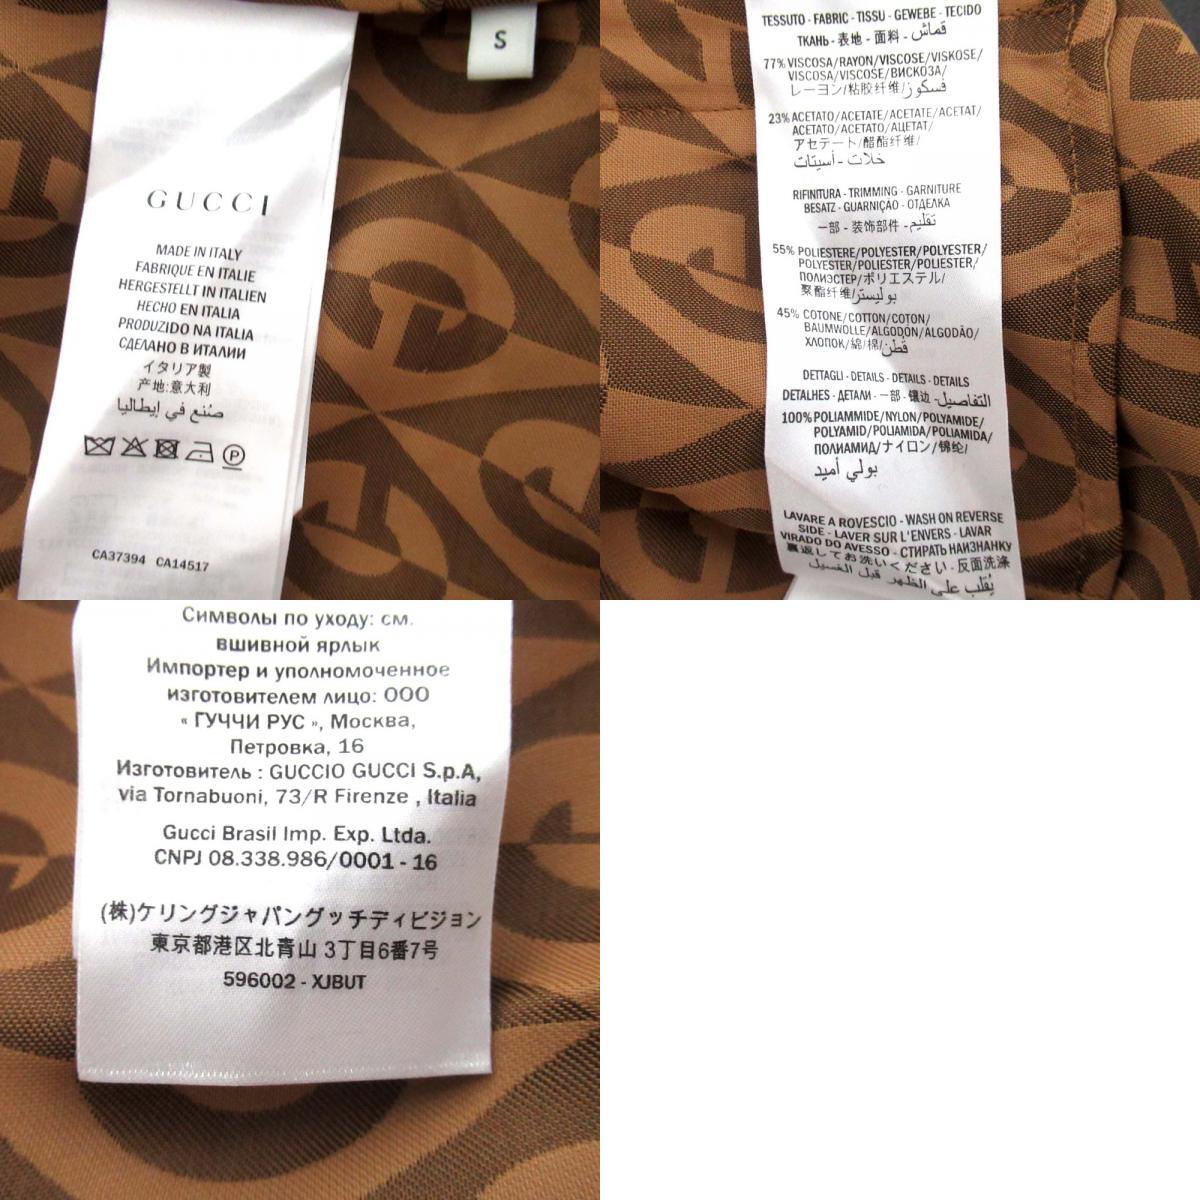 GUCCI
MADE IN ITALY
FABRIQUE EN ITALIE
HERGESTELLT IN ITALIEN
HECHO EN ITALIA
PRODUZIDO NA ITALIA
СДЕЛАНО В ИТАЛИИ
イタリア製
产地:意大利
صنع في إيطاليا
CA37394 CA14517
S
TESSUTO - FABRIC - TISSU - GEWEBE - TECIDO
ТКАНЬ - 表地 - 面料 - قماش
77% VISCOSA/RAYON/VISCOSE/VISKOSE/
VISCOSA/VISCOSE/ВИСКОЗА/
レーヨン/粘胶纤维/فسكوز
23% ACETATO/ACETATE/ACETATE/ACETAT/
ACETATO/ACETATO/АЦЕТАТ/
アセテート/醋酯纤维/
خلات - أسيتات
RIFINITURA - TRIMMING - GARNITURE
BESATZ - GUARNIÇÃO - ОТДЕЛКА
一部 - 装饰部件 - تقليم
55% POLIESTERE/POLYESTER/POLYESTER/
POLYESTER/POLIESTER/POLIESTER/
ПОЛИЭСТЕР/ポリエステル/
聚酯纤维/بوليستر
45% COTONE/COTTON/COTON/
BAUMWOLLE/ALGODÓN/ALGODÃO/
ХЛОПОК/綿/棉/قطن
DETTAGLI - DETAILS - DETAILS - DETAILS
DETALHES - ДЕТАЛИ - 一部 - 镶边 - التفاصيل
100% POLIAMMIDE/NYLON/POLYAMIDE/
POLYAMID/POLIAMIDA/POLIAMIDA/
ПОЛИАМИД/ナイロン/锦纶/
بولي أميد
LAVARE A ROVESCIO - WASH ON REVERSE
SIDE - LAVER SUR L'ENVERS - LAVAR
VIRADO DO AVESSO - СТИРАТЬ НАИЗНАНКУ
裏返してお洗いください - 反面洗涤
يُقلب على الظهر قبل الغسيل
Символы по уходу: см.
вшивной ярлык
Импортер и уполномоченное
изготовителем лицо: ООО
« ГУЧЧИ РУС », Москва,
Петровка, 16
Изготовитель : GUCCIO GUCCI S.p.A,
via Tornabuoni, 73/R Firenze , Italia
Gucci Brasil Imp. Exp. Ltda.
CNPJ 08.338.986/0001 - 16
(株)ケリングジャパングッチディビジョン
東京都港区北青山 3丁目6番7号
596002 - XJBUT